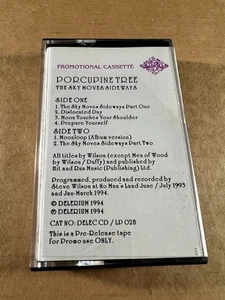 PROMOTIONAL CASSETTE
PORCUPINE TREE
THE SKY MOVES SIDEWAYS
SIDE ONE
1. The Sky Moves Sideways Part One
2. Dislocated Day
3. Moon Touches Your Shoulder
4. Prepare Yourself
SIDE TWO
1. Moonloop (Album version)
2. The Sky Moves Sideways Part Two
All titles by Wilson (except Men of Wood
by Wilson / Duffy) and published by
Hit and Run Music (Publishing) Ltd.
Programmed, produced and recorded by
Steve Wilson at No Man's Land June / July 1993
and Jan-March 1994.
℗ DELERIUM 1994
© DELERIUM 1994
CAT NO: DELEC CD / LP 028
This is a Pre-Release tape
for Promo use ONLY.